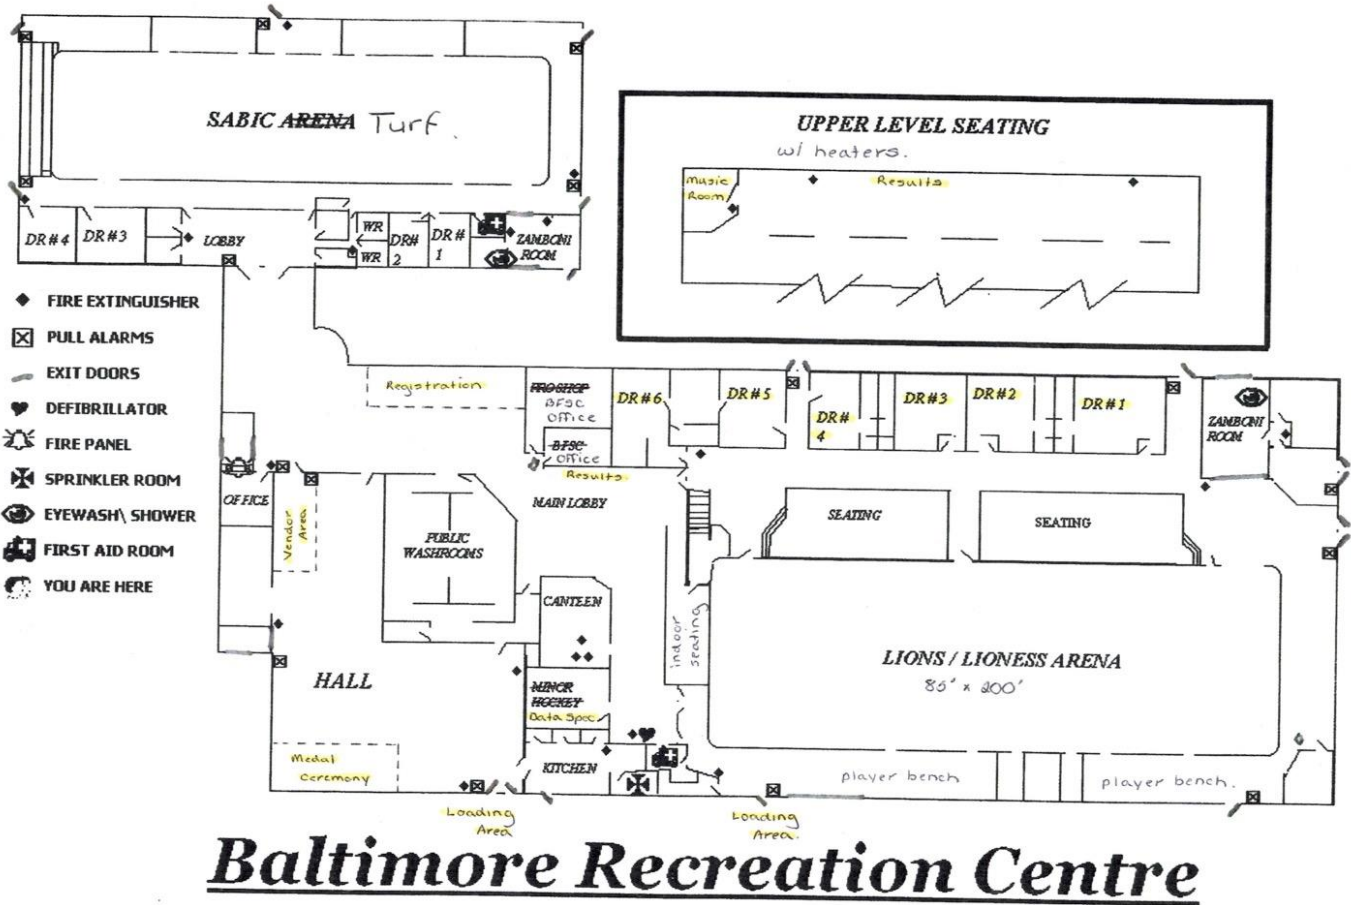 SABIC ARENA Turf.
UPPER LEVEL SEATING
w/ heaters.
Music
Room
Results
DR# 4
DR# 3
LOBBY
WR
WR
DR#
2
DR #
1
ZAMBONI
ROOM
FIRE EXTINGUISHER
PULL ALARMS
EXIT DOORS
DEFIBRILLATOR
FIRE PANEL
SPRINKLER ROOM
EYEWASH\ SHOWER
FIRST AID ROOM
YOU ARE HERE
Registration
PRO SHOP
BFSC
Office
BFSC
Office
DR# 6
DR# 5
DR#
4
DR#3
DR#2
DR#1
ZAMBONI
ROOM
Results
MAIN LOBBY
OFFICE
Vendor
Area
PUBLIC
WASHROOMS
SEATING
SEATING
CANTEEN
indoor
seating
HALL
MINOR
HOCKEY
Data Spec
LIONS / LIONESS ARENA
85' x 200'
Medal
Ceremony
KITCHEN
player bench
player bench.
Loading
Area
Loading
Area.
Baltimore Recreation Centre